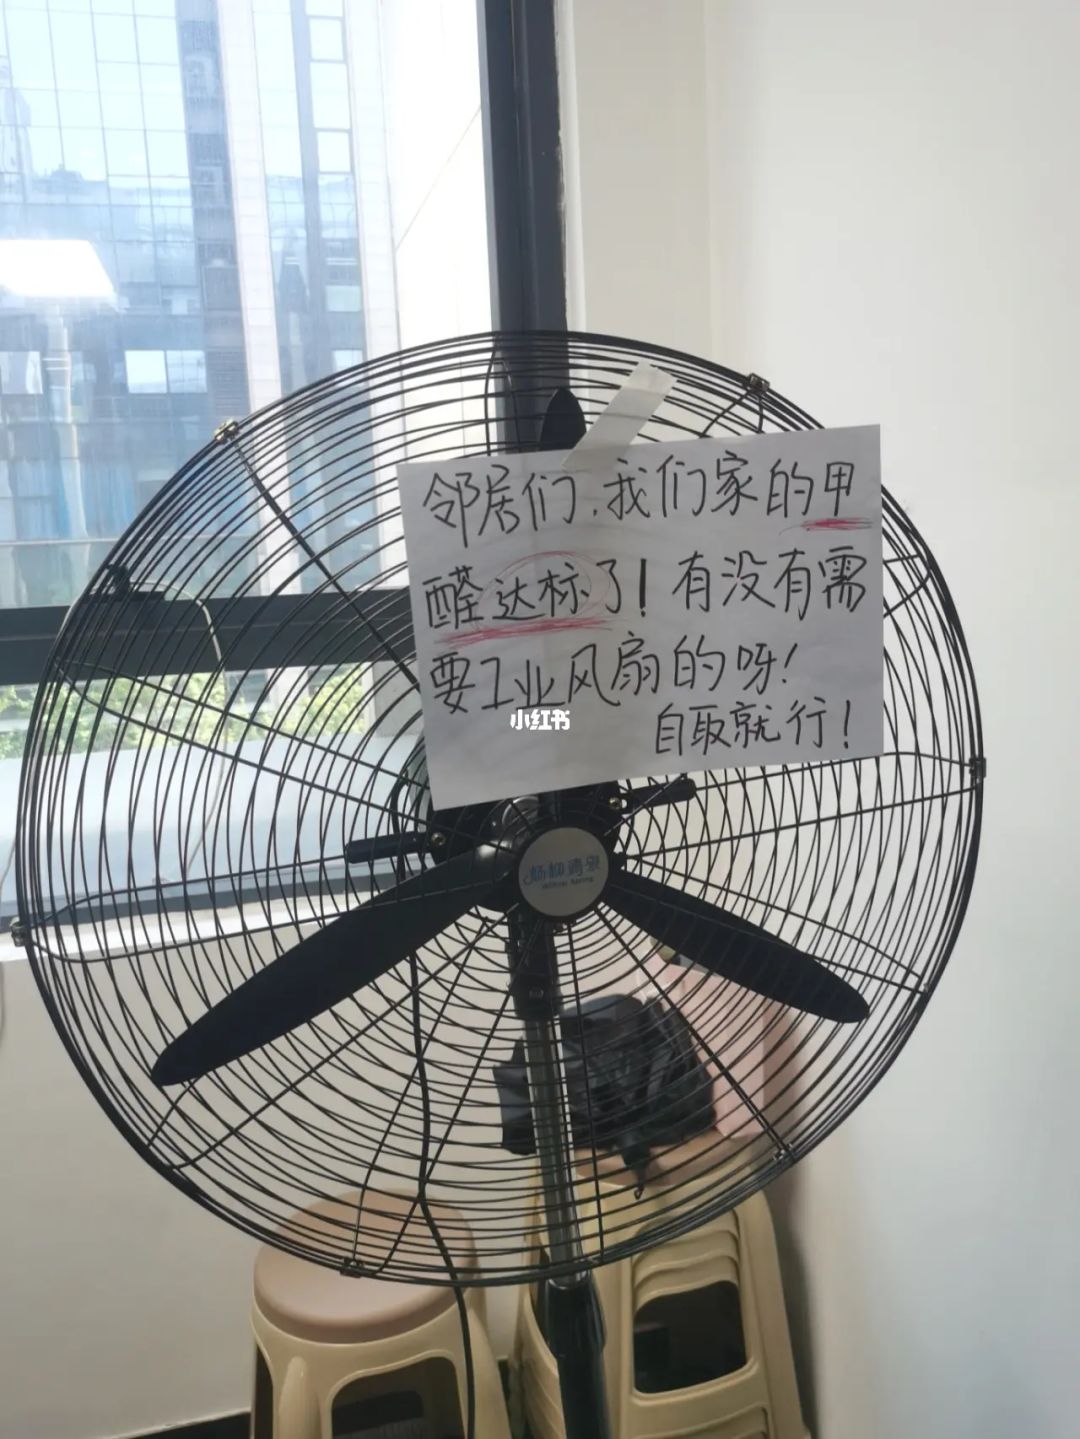 邻居们,我们家的甲
醛达标了!有没有需
要工业风扇的呀!
自取就行!
小红书